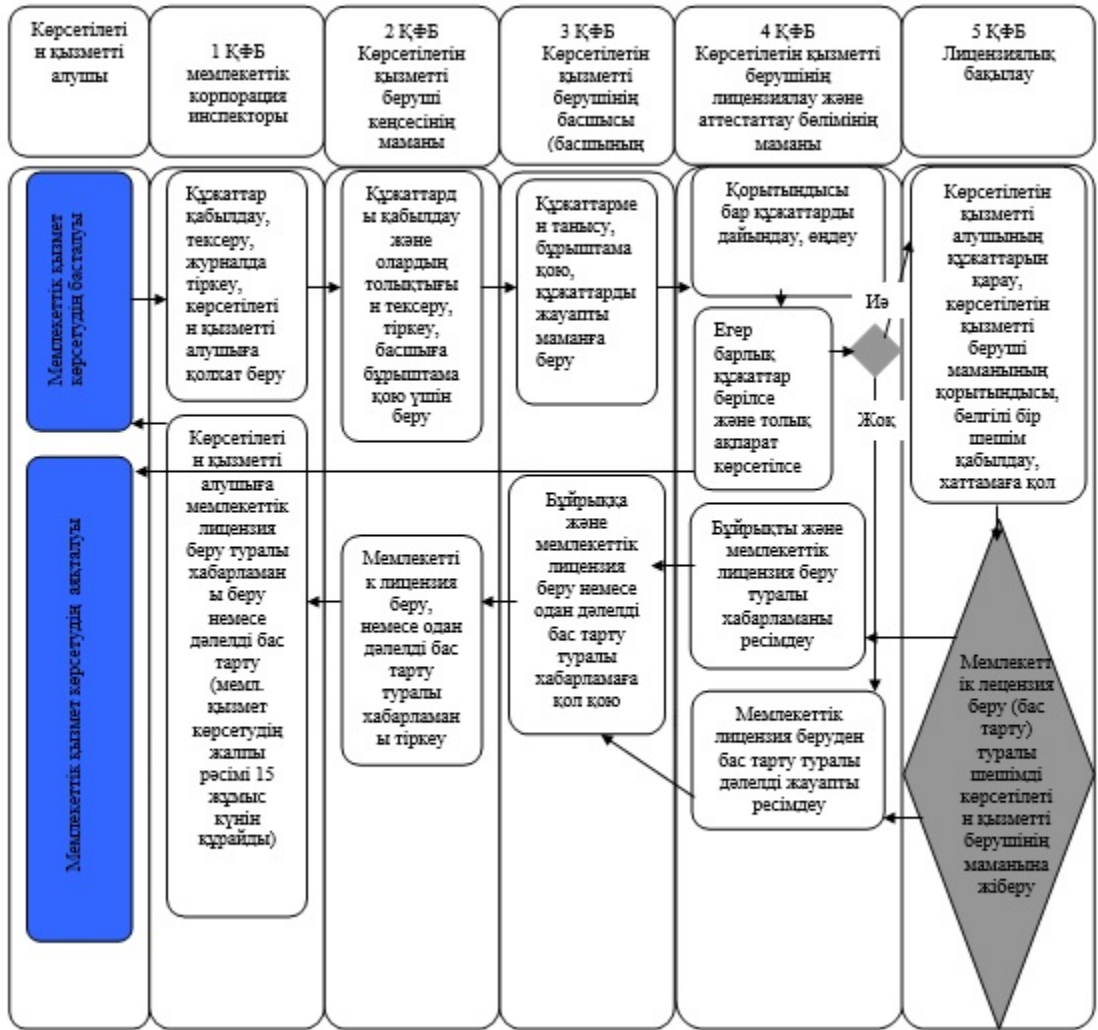 Көрсетілеті
н қызметті
алушы
1 ҚФБ
мемлекеттік
корпорация
инспекторы
2 ҚФБ
Көрсетілетін
қызметті
беруші
кеңсесінің
маманы
3 ҚФБ
Көрсетілетін
қызметті
берушінің
басшысы
(басшының
4 ҚФБ
Көрсетілетін қызметті
берушінің
лицензиялау және
аттестаттау бөлімінің
маманы
5 ҚФБ
Лицензиялық
бақылау
Мемлекеттік қызмет
көрсетудің басталуы
Құжаттар
қабылдау,
тексеру,
журналда
тіркеу,
көрсетілеті
н қызметті
алушыға
қолхат беру
Құжаттард
ы қабылдау
және
олардың
толықтығы
н тексеру,
тіркеу,
басшыға
бұрыштама
қою үшін
беру
Құжаттарме
н танысу,
бұрыштама
қою,
құжаттарды
жауапты
маманға
беру
Қорытындысы
бар құжаттарды
дайындау, өңдеу
Егер
барлық
құжаттар
берілсе
және толық
ақпарат
көрсетілсе
Иә
Жоқ
Көрсетілетін
қызметті
алушының
құжаттарын
қарау,
көрсетілетін
қызметті
беруші
маманының
қорытындысы,
белгілі бір
шешім
қабылдау,
хаттамаға қол
Мемлекеттік қызмет көрсетудің аяқталуы
Көрсетілеті
н қызметті
алушыға
мемлекеттік
лицензия
беру туралы
хабарламан
ы беру
немесе
дәлелді бас
тарту
(мемл.
қызмет
көрсетудің
жалпы
рәсімі 15
жұмыс
күнін
құрайды)
Мемлекетті
к лицензия
беру,
немесе одан
дәлелді бас
тарту
туралы
хабарламан
ы тіркеу
Бұйрыққа
және
мемлекеттік
лицензия
беру немесе
одан дәлелді
бас тарту
туралы
хабарламаға
қол қою
Бұйрықты және
мемлекеттік
лицензия беру
туралы
хабарламаны
ресімдеу
Мемлекеттік
лицензия беруден
бас тарту туралы
дәлелді жауапты
ресімдеу
Мемлекетт
ік лецензия
беру (бас
тарту)
туралы
шешімді
көрсетілеті
н қызметті
берушінің
маманына
жіберу